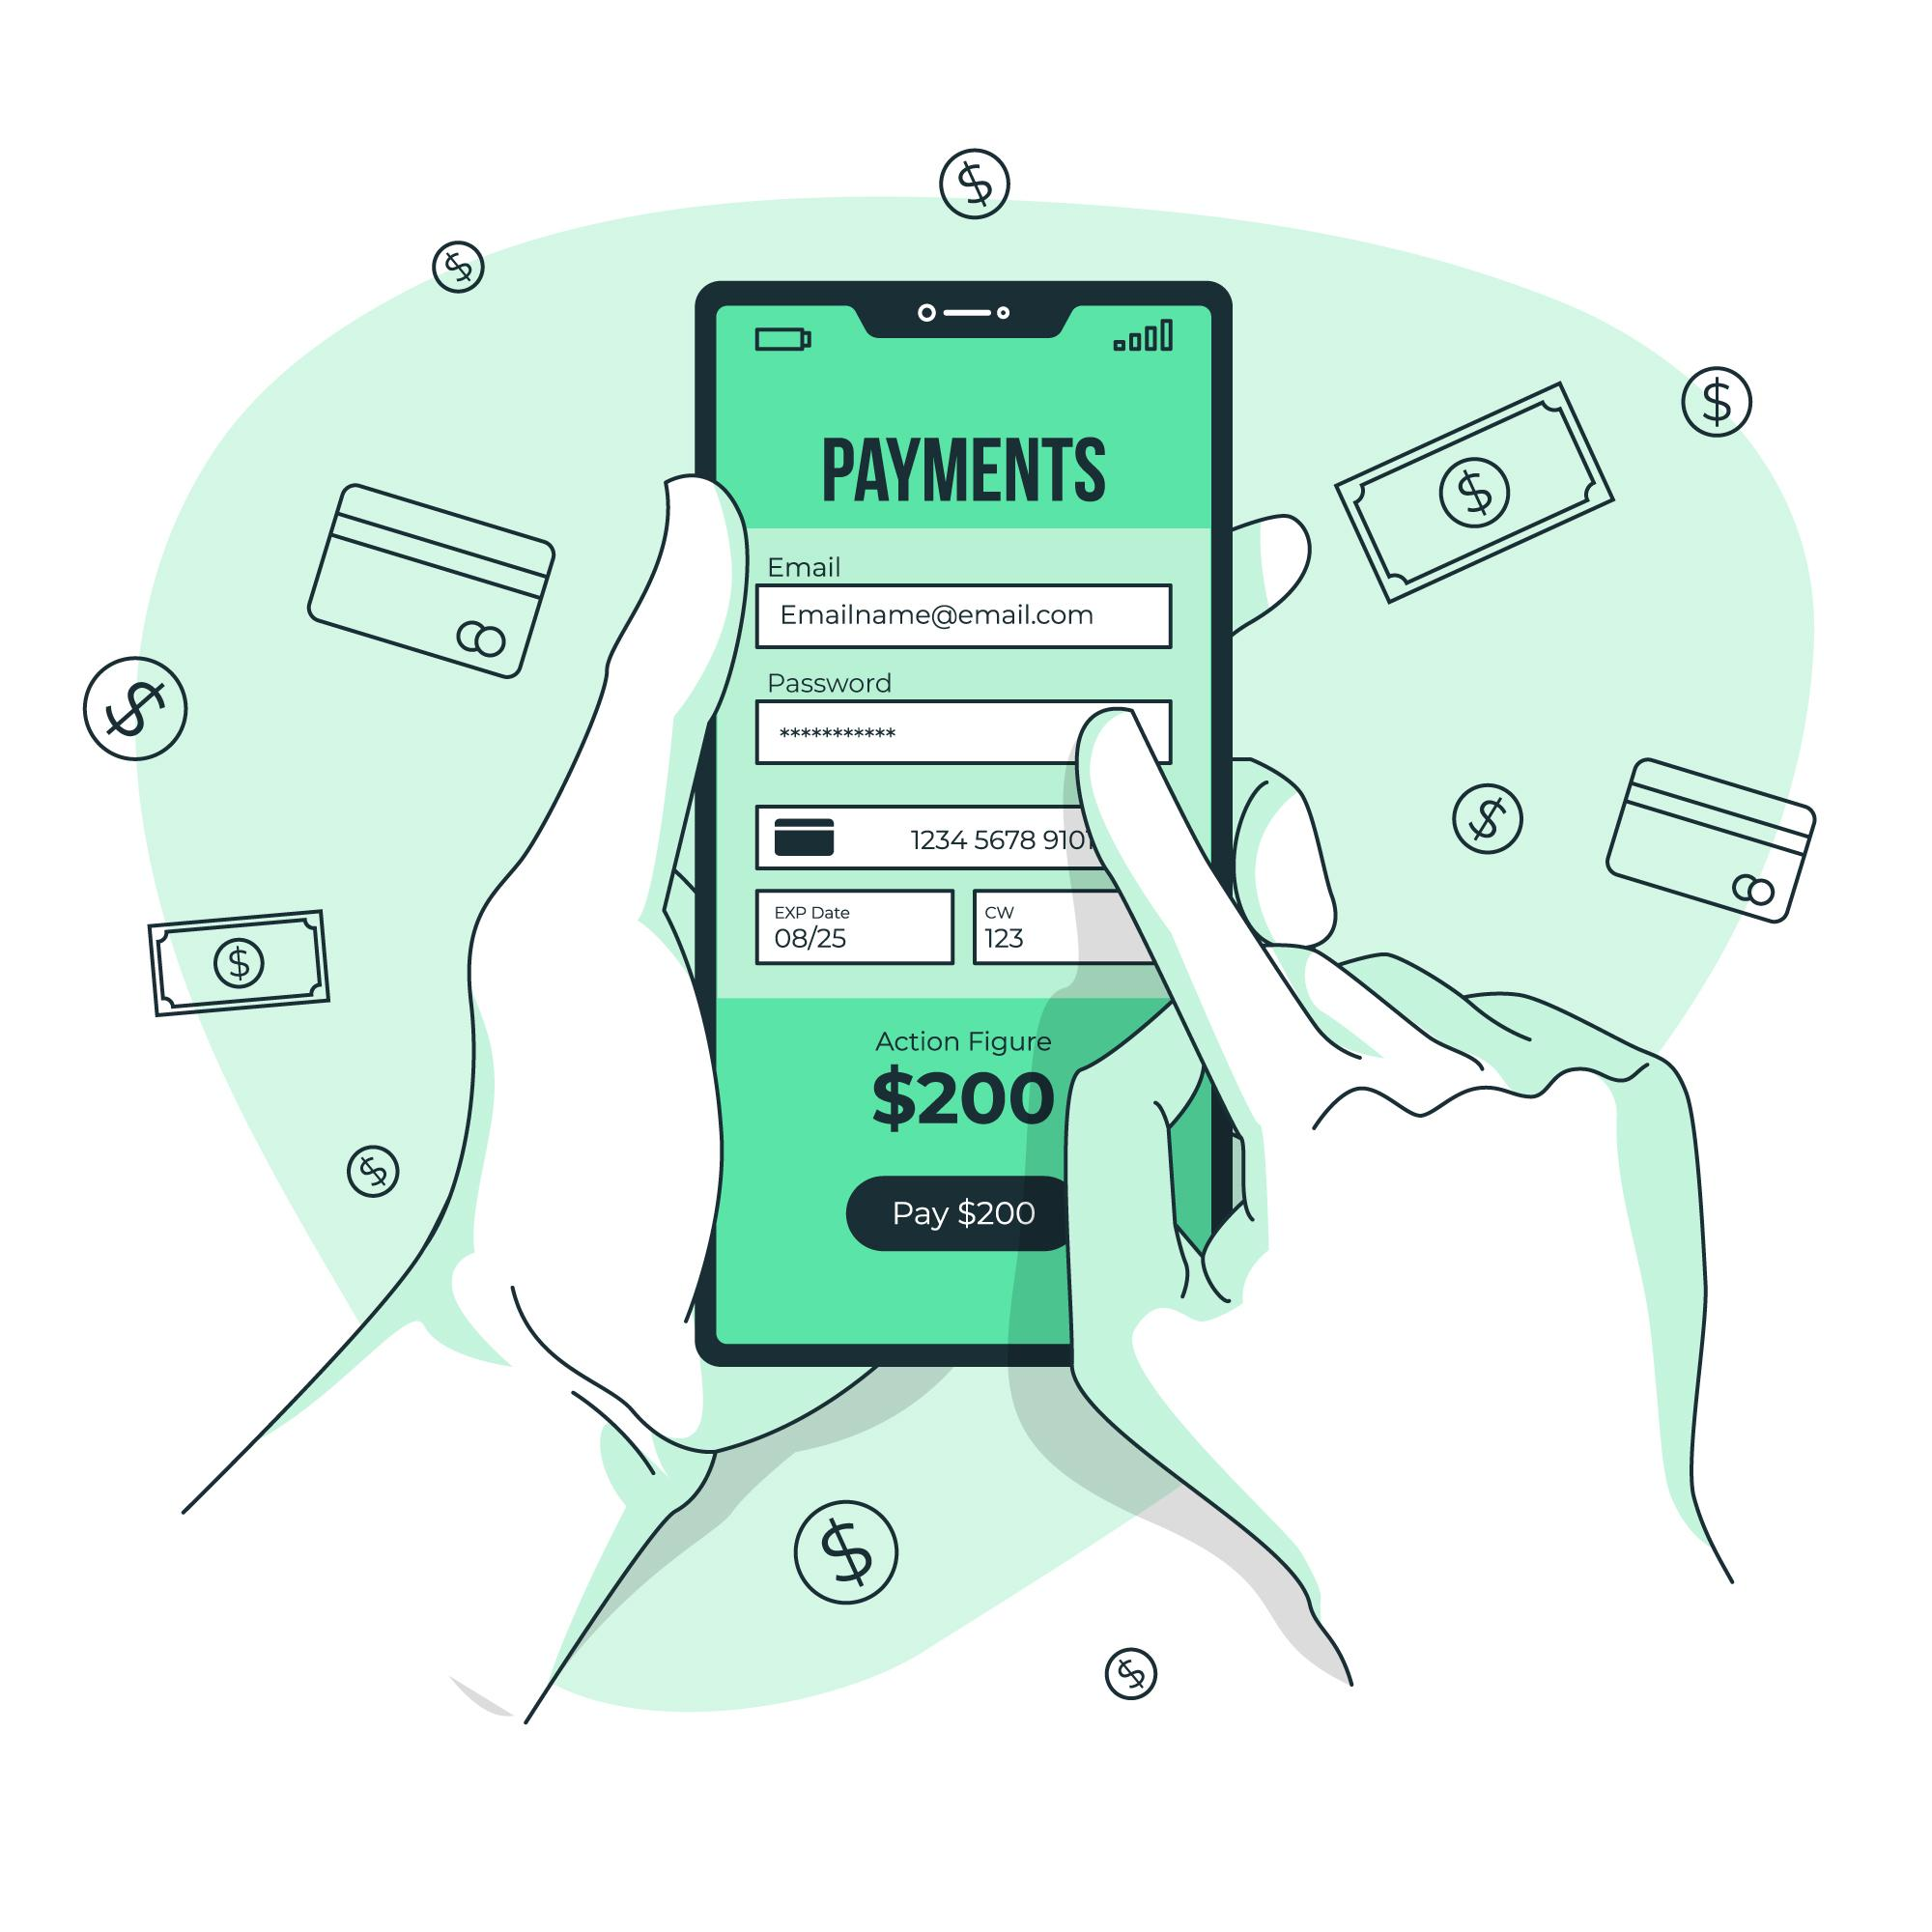 PAYMENTS
Email
Emailname@email.com
Password
***********
1234 5678 9101
EXP Date
08/25
CW
123
Action Figure
$200
Pay $200